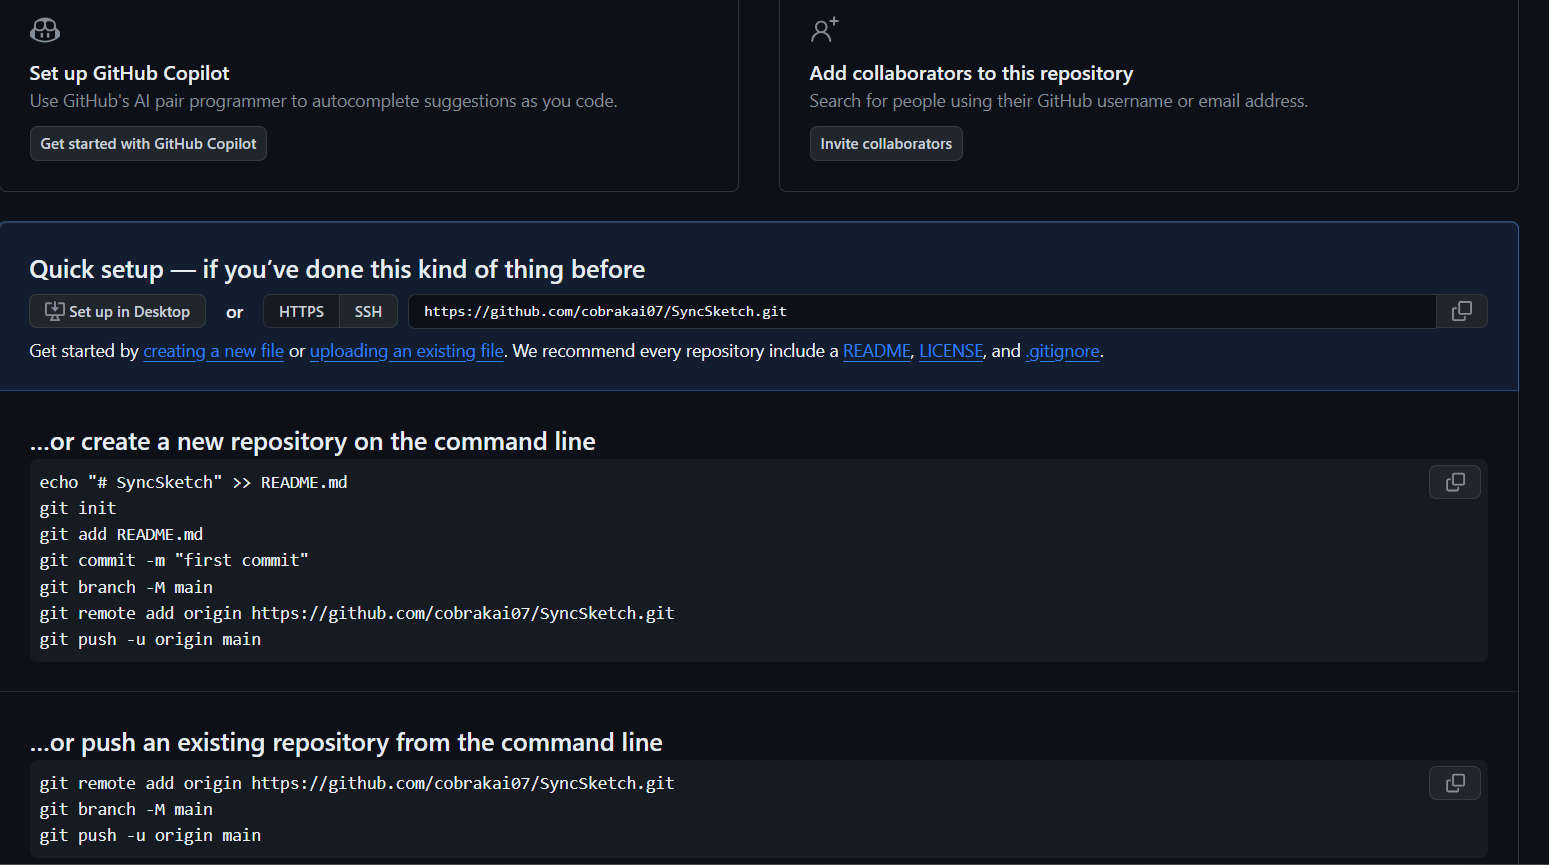 Set up GitHub Copilot
Use GitHub's AI pair programmer to autocomplete suggestions as you code.
Get started with GitHub Copilot
Add collaborators to this repository
Search for people using their GitHub username or email address.
Invite collaborators
Quick setup — if you’ve done this kind of thing before
Set up in Desktop or HTTPS SSH https://github.com/cobrakai07/SyncSketch.git
Get started by creating a new file or uploading an existing file. We recommend every repository include a README, LICENSE, and .gitignore.
...or create a new repository on the command line
echo "# SyncSketch" >> README.md
git init
git add README.md
git commit -m "first commit"
git branch -M main
git remote add origin https://github.com/cobrakai07/SyncSketch.git
git push -u origin main
...or push an existing repository from the command line
git remote add origin https://github.com/cobrakai07/SyncSketch.git
git branch -M main
git push -u origin main